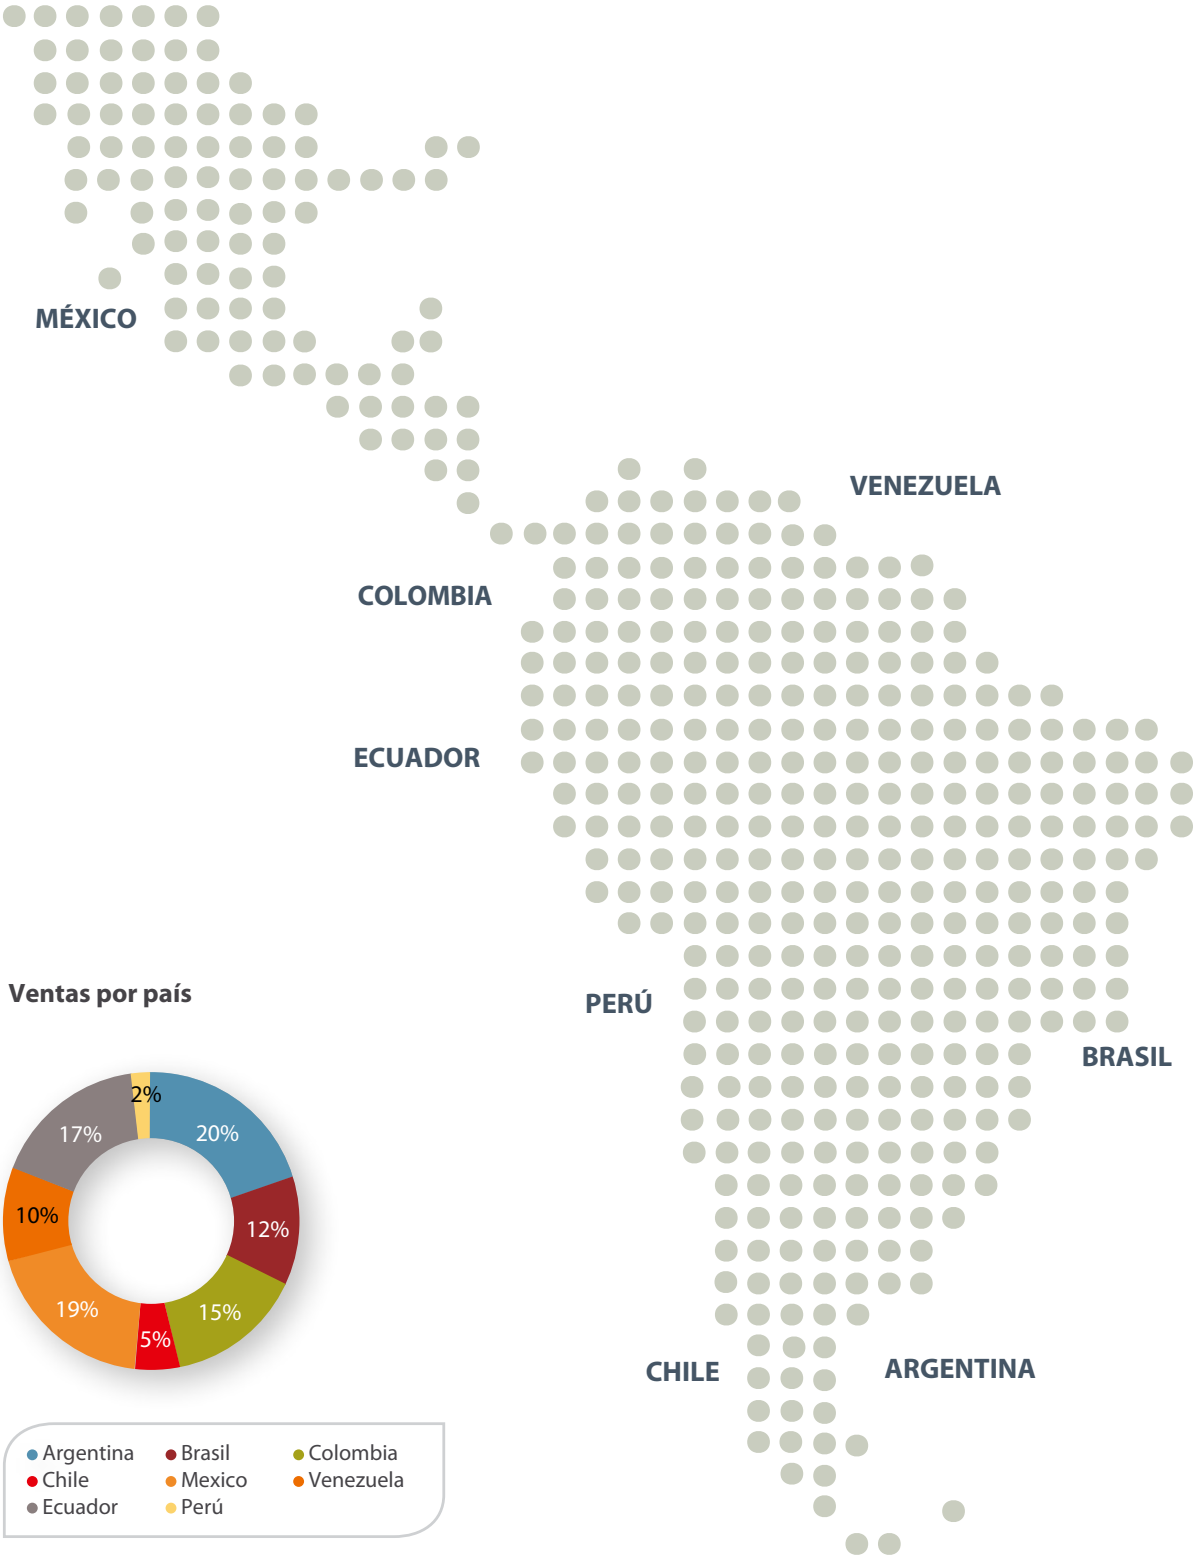 MÉXICO
VENEZUELA
COLOMBIA
ECUADOR
PERÚ
BRASIL
CHILE
ARGENTINA
Ventas por país
2%
20%
17%
10%
12%
19%
15%
5%
Argentina Brasil Colombia
Chile Mexico Venezuela
Ecuador Perú